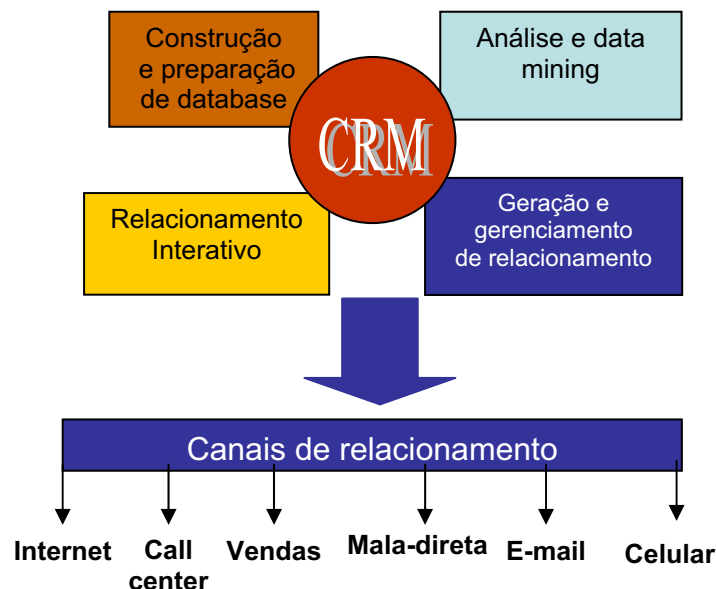 Construção
e preparação
de database
Análise e data
mining
CRM
Relacionamento
Interativo
Geração e
gerenciamento
de relacionamento
Canais de relacionamento
Internet
Call
center
Vendas
Mala-direta
E-mail
Celular